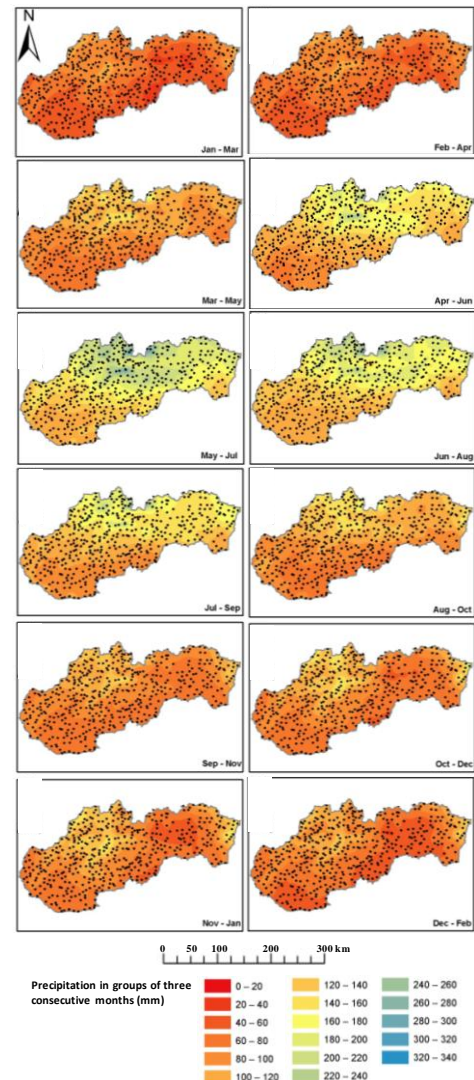 N
Jan - Mar
Feb - Apr
Mar - May
Apr - Jun
May - Jul
Jun - Aug
Jul - Sep
Aug - Oct
Sep - Nov
Oct - Dec
Nov - Jan
Dec - Feb
0 50 100 200 300 km
Precipitation in groups of three
consecutive months (mm)
0 – 20
20 – 40
40 – 60
60 – 80
80 – 100
100 – 120
120 – 140
140 – 160
160 – 180
180 – 200
200 – 220
220 – 240
240 – 260
260 – 280
280 – 300
300 – 320
320 – 340